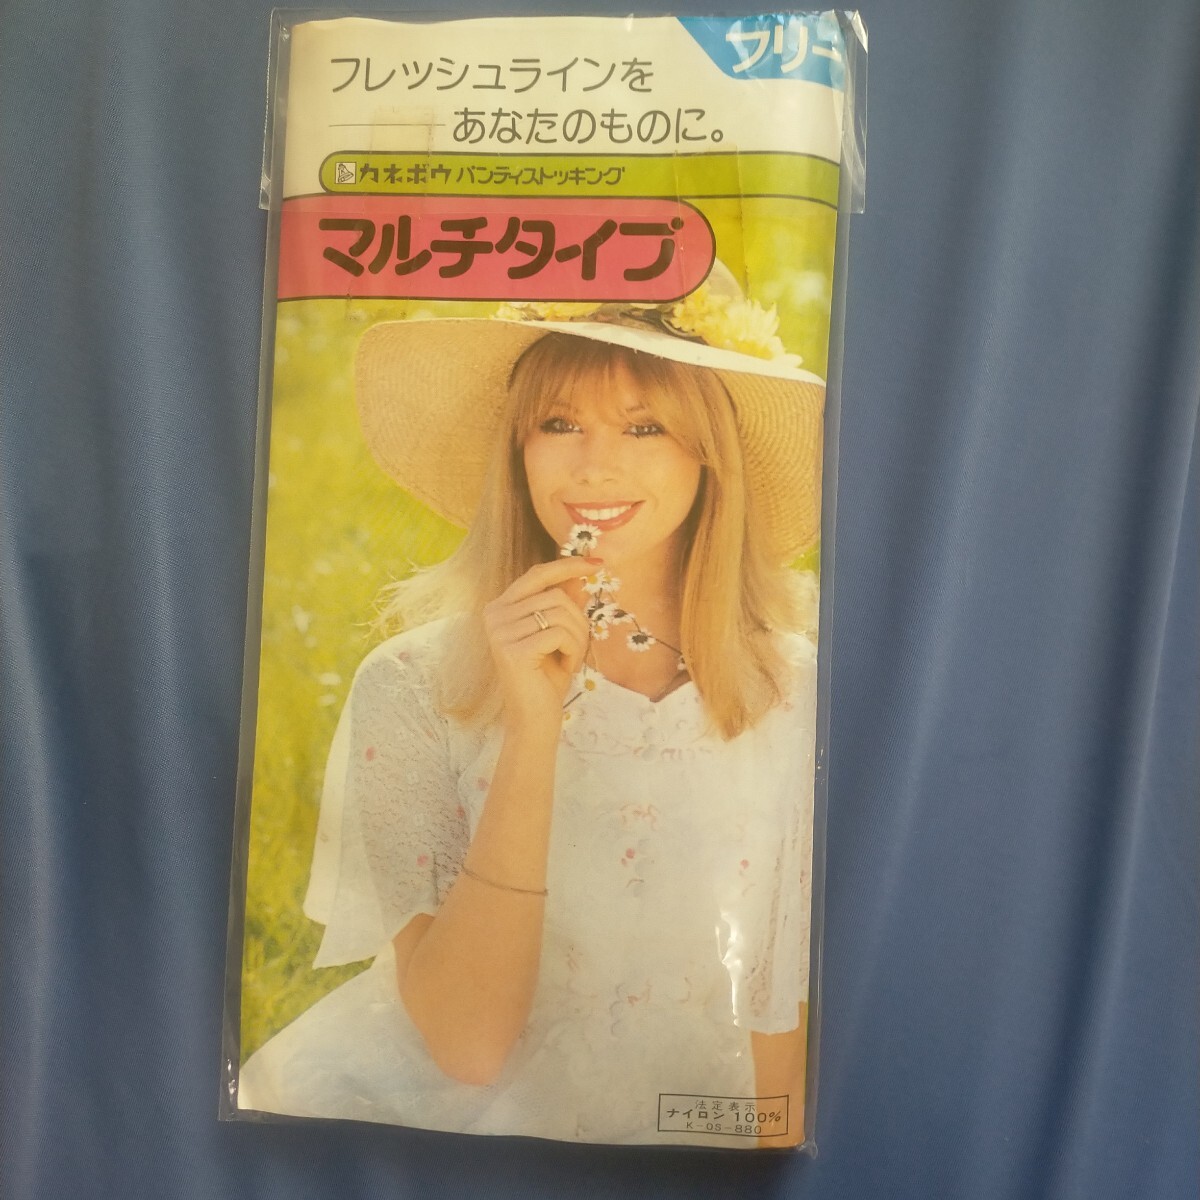 フリー
フレッシュラインを
あなたのものに。
カネボウ パンティストッキング
マルチタイプ
法定表示
ナイロン 100%
K-OS-880